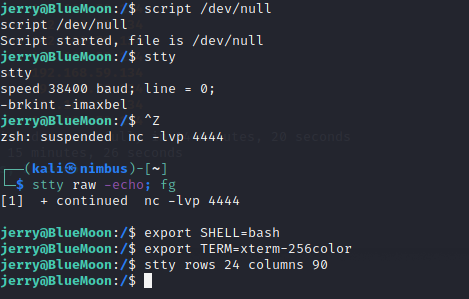 jerry@BlueMoon:/$ script /dev/null
script /dev/null
Script started, file is /dev/null
jerry@BlueMoon:/$ stty
stty
speed 38400 baud; line = 0;
-brkint -imaxbel
jerry@BlueMoon:/$ ^Z
zsh: suspended  nc -lvp 4444
┌──(kali㉿nimbus)-[~]
└─$ stty raw -echo; fg
[1]  + continued  nc -lvp 4444
jerry@BlueMoon:/$ export SHELL=bash
jerry@BlueMoon:/$ export TERM=xterm-256color
jerry@BlueMoon:/$ stty rows 24 columns 90
jerry@BlueMoon:/$